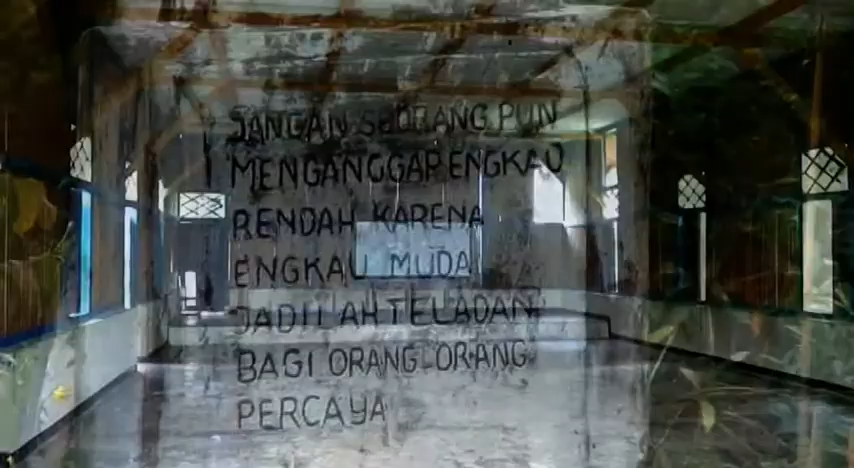 JANGAN SEORANG PUN
MENGANGGAP ENGKAU
RENDAH KARENA
ENGKAU MUDA
JADILAH TELADAN
BAGI ORANG-ORANG
PERCAYA